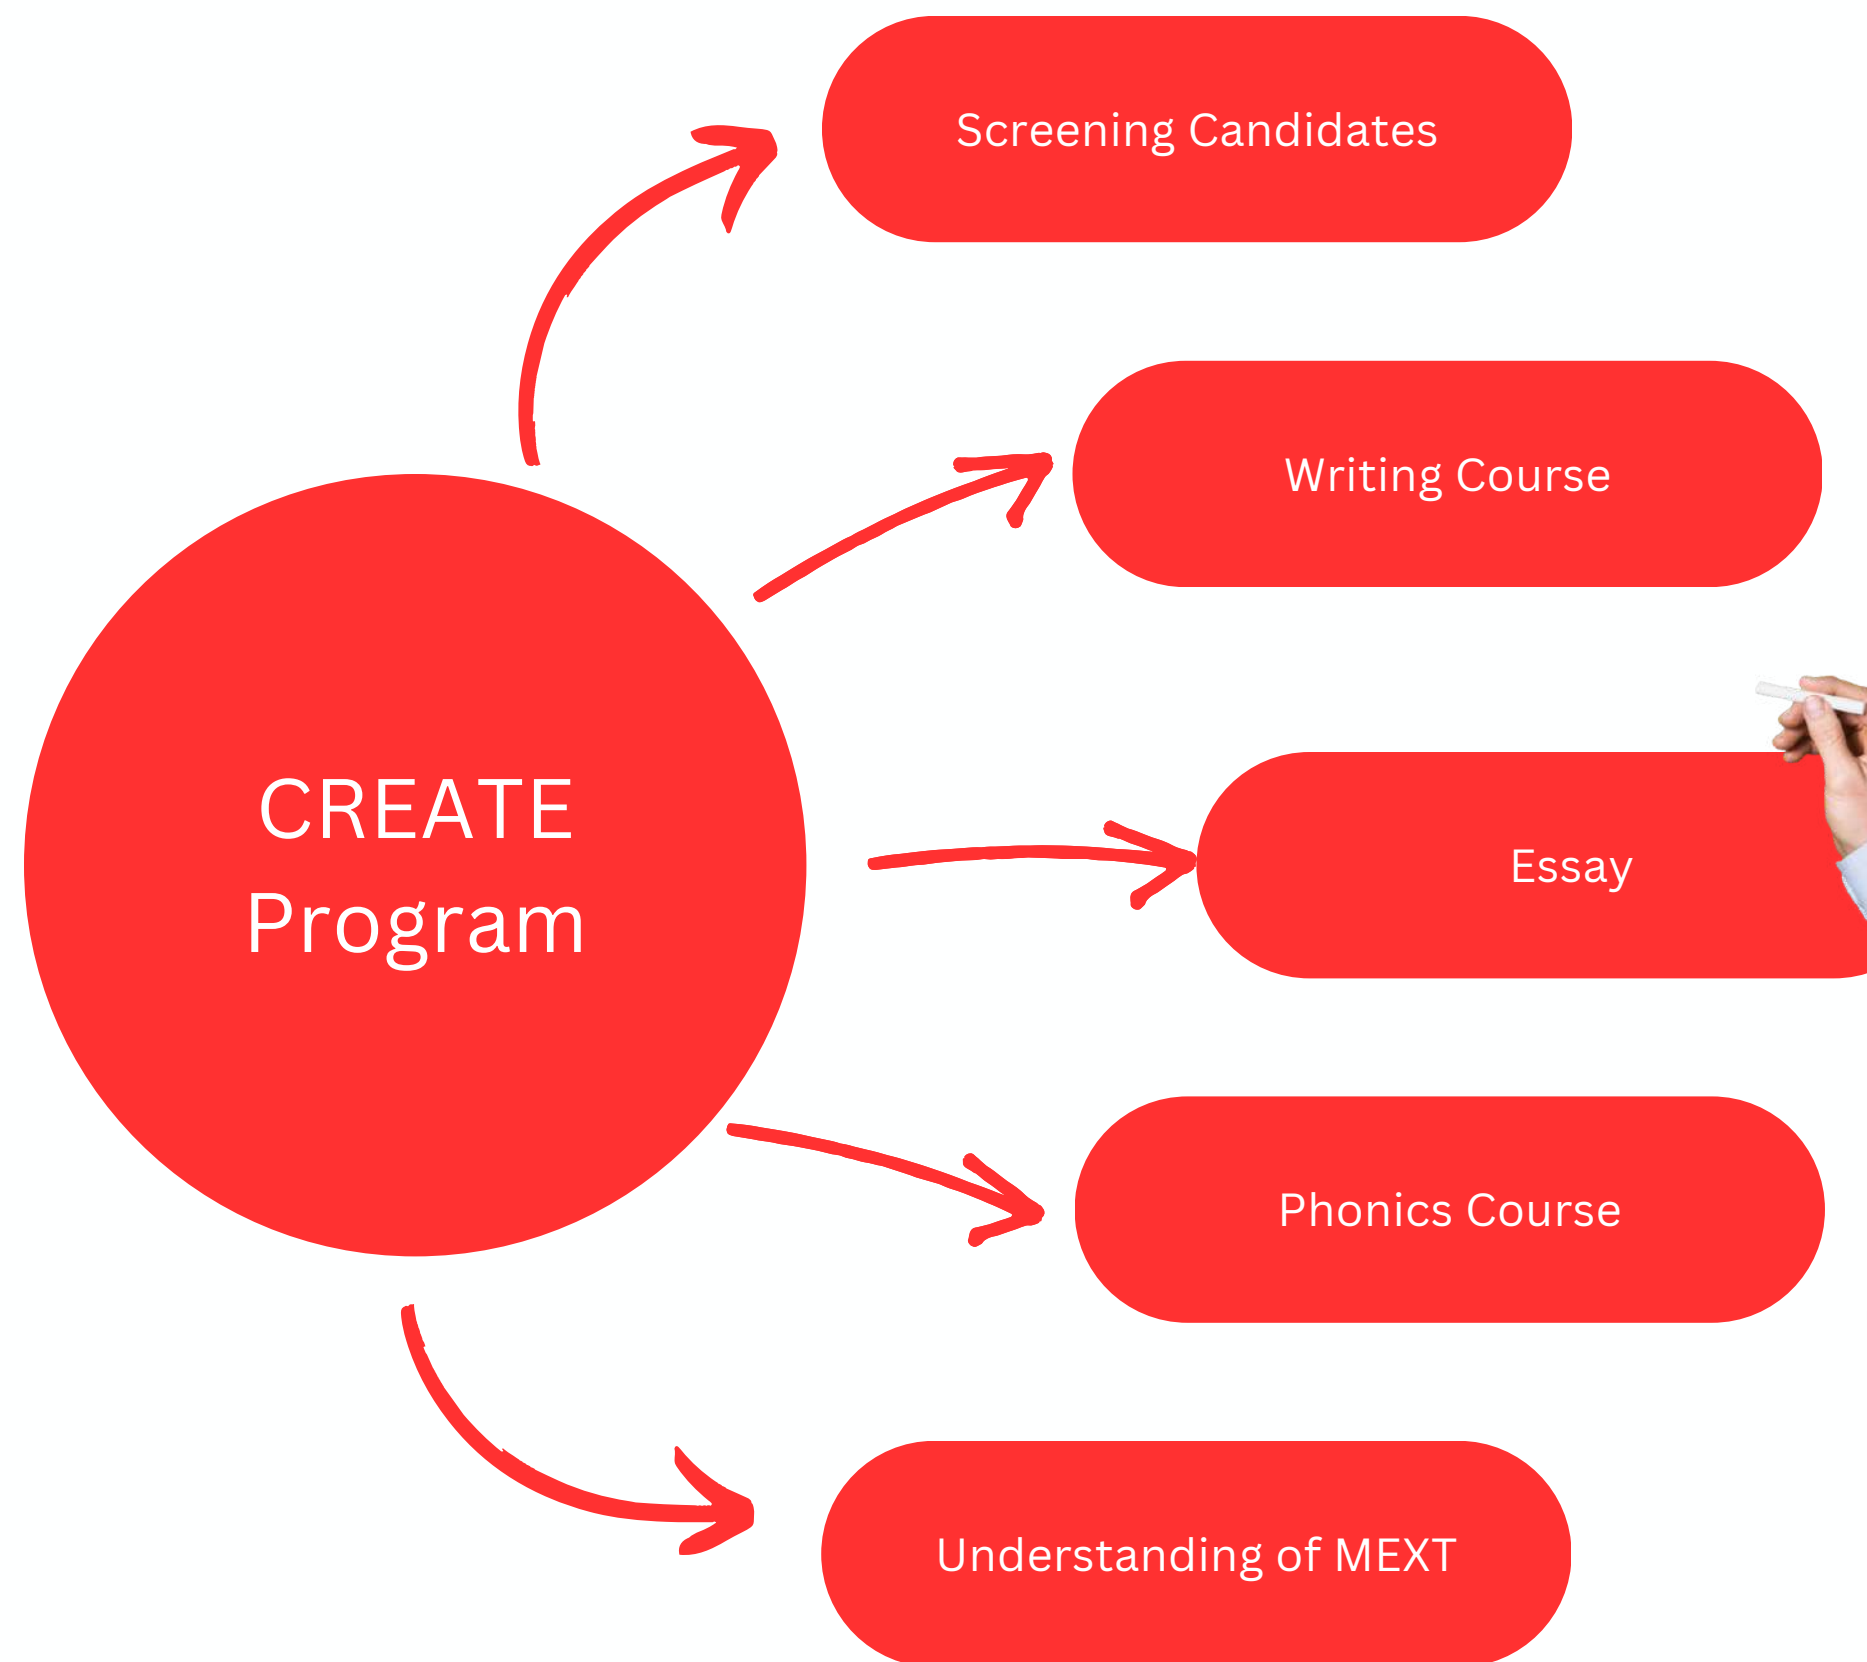 Screening Candidates
Writing Course
CREATE
Program
Essay
Phonics Course
Understanding of MEXT